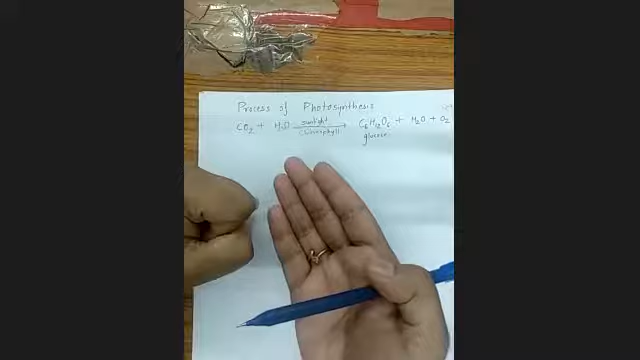 Process of Photosynthesis
CO₂ + H₂O sunlight → C₆H₁₂O₆ + H₂O + O₂
chlorophyll glucose